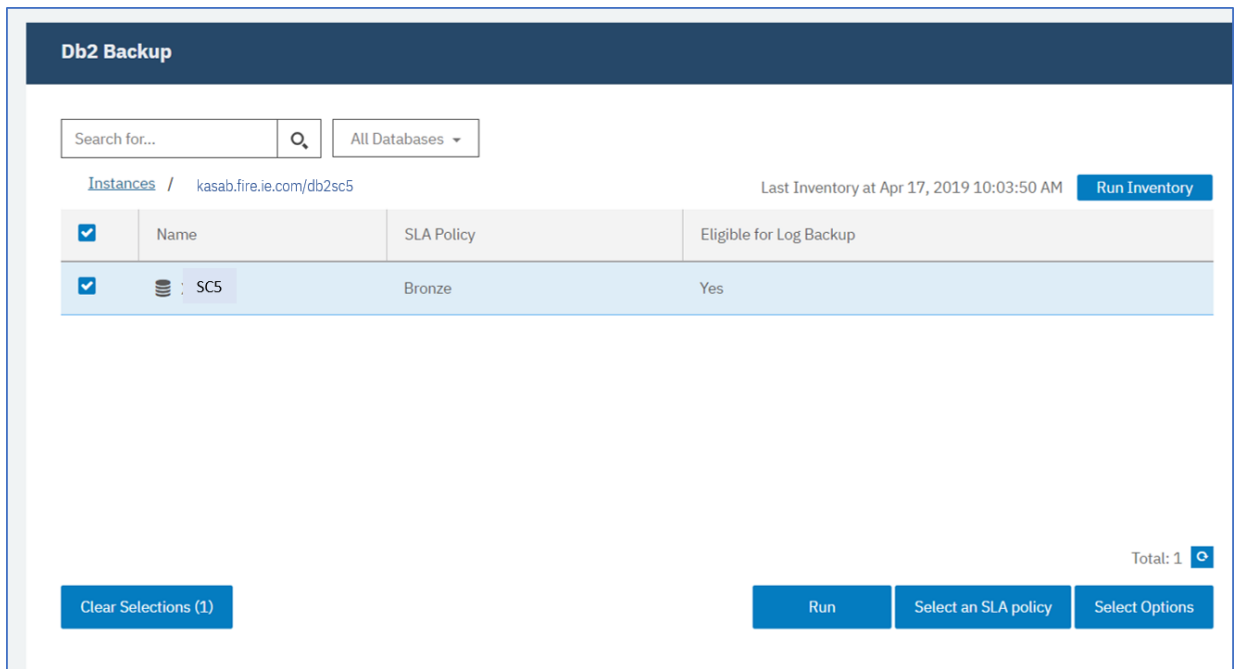 Db2 Backup
Search for... All Databases
Instances / kasab.fire.ie.com/db2sc5 Last Inventory at Apr 17, 2019 10:03:50 AM Run Inventory
Name SLA Policy Eligible for Log Backup
SC5 Bronze Yes
Total: 1
Clear Selections (1) Run Select an SLA policy Select Options